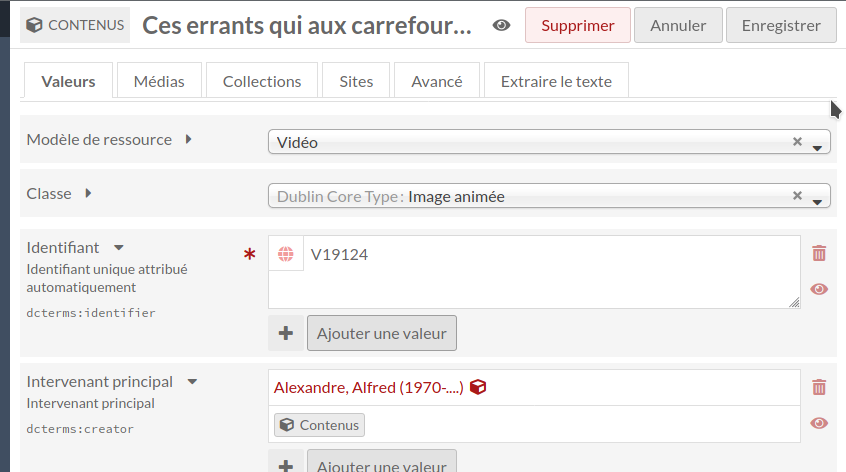 CONTENUS Ces errants qui aux carrefour... Supprimer Annuler Enregistrer
Valeurs Médias Collections Sites Avancé Extraire le texte
Modèle de ressource Vidéo
Classe Dublin Core Type : Image animée
Identifiant * V19124
Identifiant unique attribué
automatiquement
dcterms:identifier
Ajouter une valeur
Intervenant principal Alexandre, Alfred (1970-....)
Intervenant principal
Contenus
dcterms:creator
Ajouter une valeur